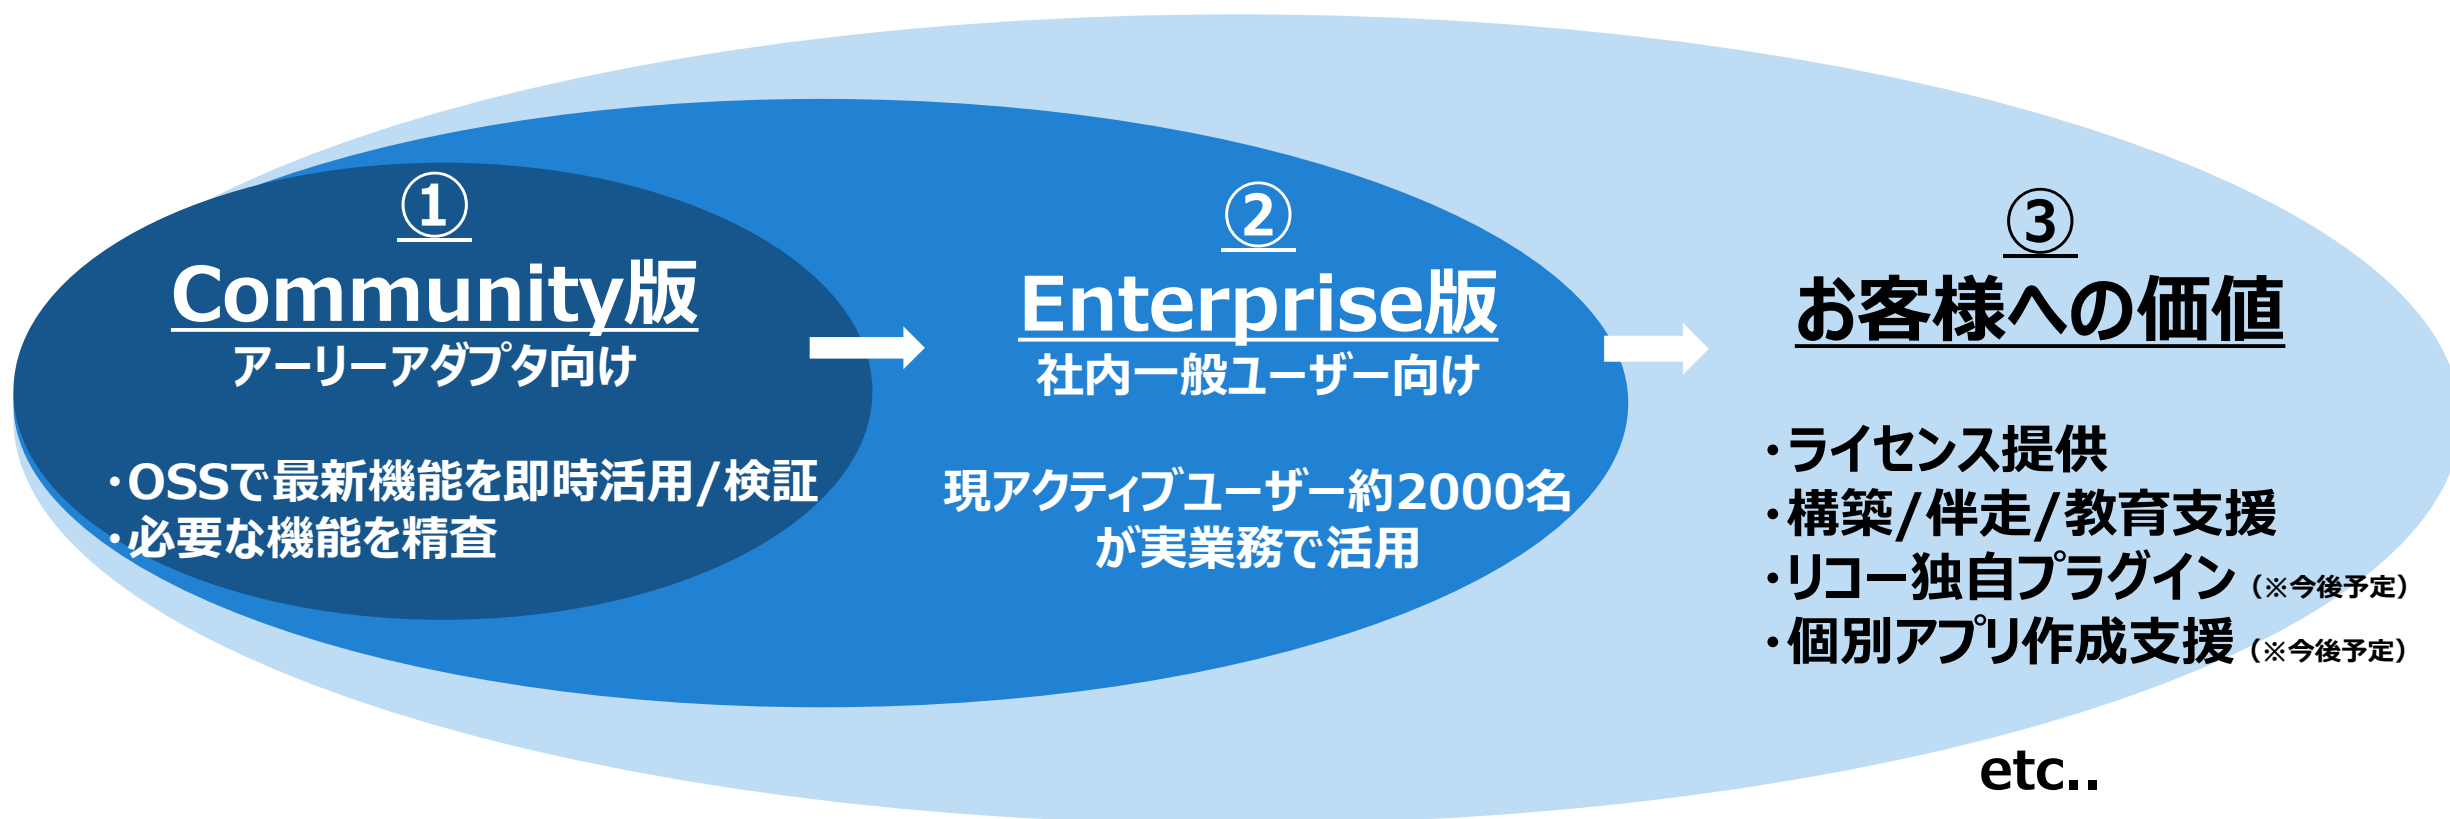 ①
Community版
アーリーアダプタ向け
・OSSで最新機能を即時活用/検証
・必要な機能を精査
②
Enterprise版
社内一般ユーザー向け
現アクティブユーザー約2000名
が実業務で活用
③
お客様への価値
・ライセンス提供
・構築/伴走/教育支援
・リコー独自プラグイン（※今後予定）
・個別アプリ作成支援（※今後予定）
etc..